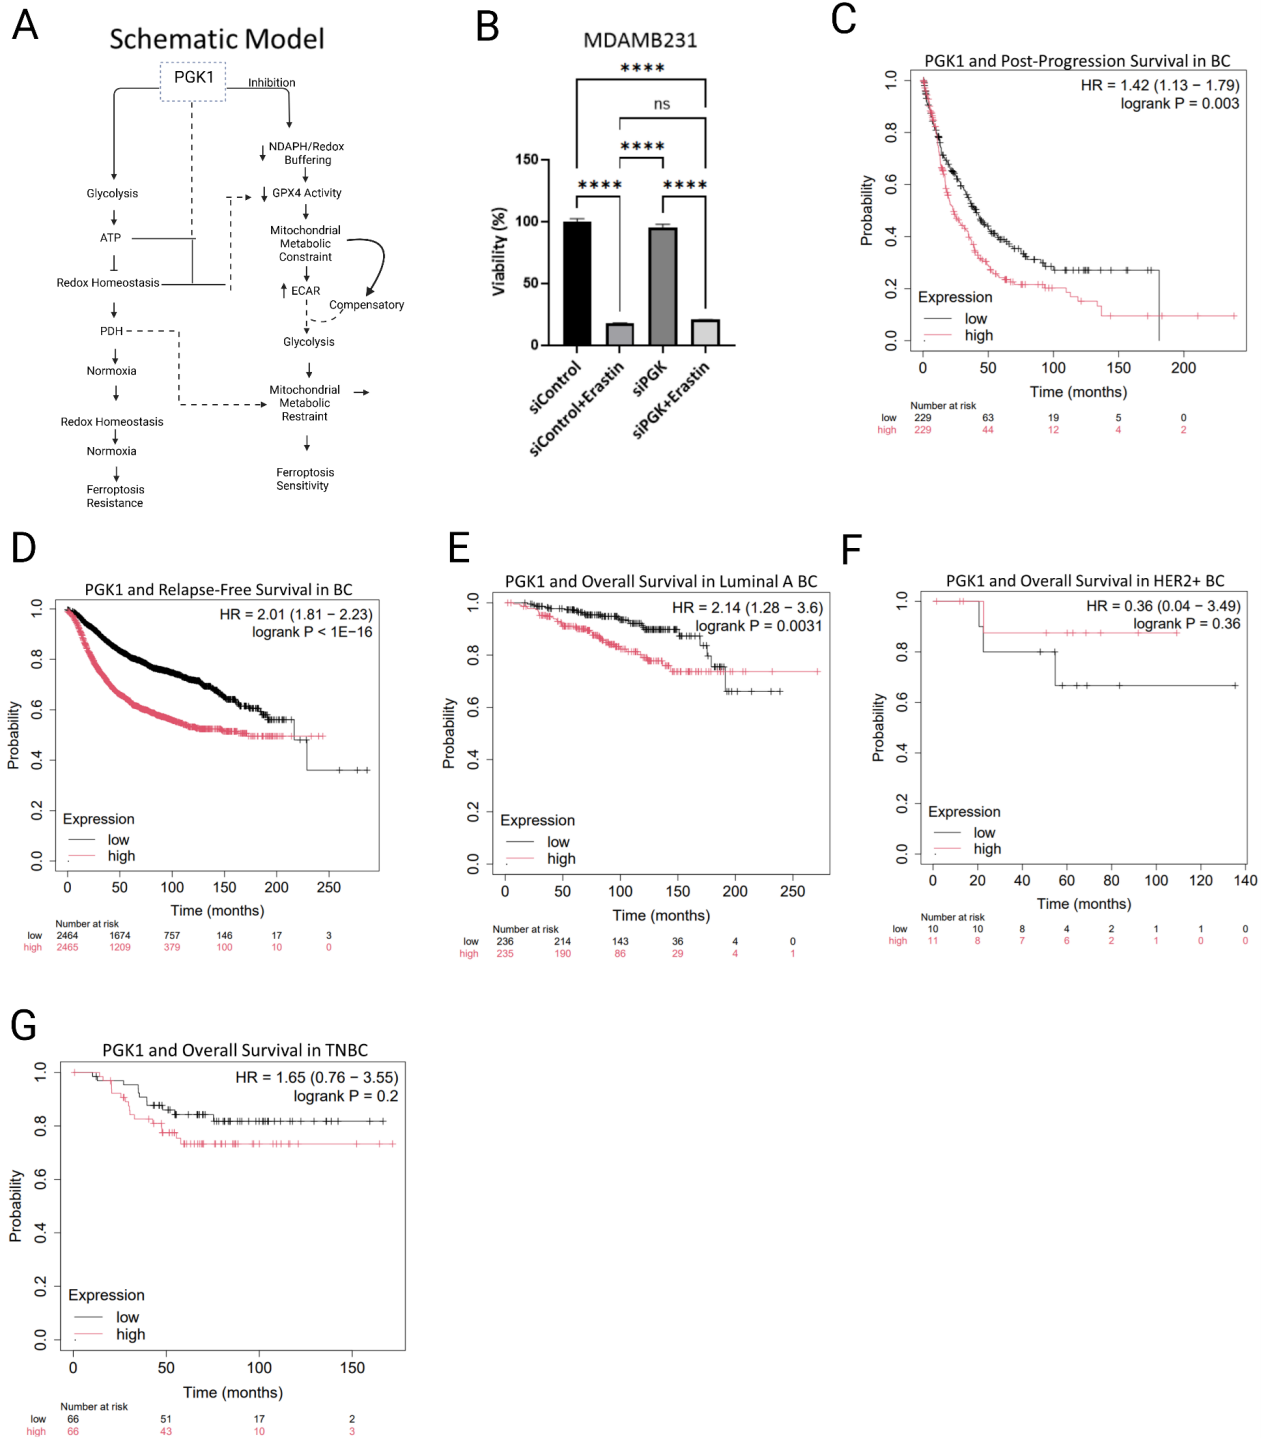 A
Schematic Model
PGK1
Inhibition
NDAPH/Redox
Buffering
GPX4 Activity
Glycolysis
Mitochondrial
Metabolic
Constraint
ATP
Redox Homeostasis
ECAR
Compensatory
PDH
Glycolysis
Normoxia
Mitochondrial
Metabolic
Restraint
Redox Homeostasis
Normoxia
Ferroptosis
Sensitivity
Ferroptosis
Resistance
B
MDAMB231
****
ns
****
**** ****
Viability (%)
150
100
50
0
siControl
siControl+Erastin
siPGK
siPGK+Erastin
C
PGK1 and Post-Progression Survival in BC
HR = 1.42 (1.13 − 1.79)
logrank P = 0.003
Probability
1.0
0.8
0.6
0.4
0.2
0.0
Expression
low
high
0 50 100 150 200
Time (months)
Number at risk
low 229 63 19 5 0
high 229 44 12 4 2
D
PGK1 and Relapse-Free Survival in BC
HR = 2.01 (1.81 − 2.23)
logrank P < 1E−16
Probability
1.0
0.8
0.6
0.4
0.2
0.0
Expression
low
high
0 50 100 150 200 250
Time (months)
Number at risk
low 2464 1674 757 146 17 3
high 2465 1209 379 100 10 0
E
PGK1 and Overall Survival in Luminal A BC
HR = 2.14 (1.28 − 3.6)
logrank P = 0.0031
Probability
1.0
0.8
0.6
0.4
0.2
0.0
Expression
low
high
0 50 100 150 200 250
Time (months)
Number at risk
low 236 214 143 36 4 0
high 235 190 86 29 4 1
F
PGK1 and Overall Survival in HER2+ BC
HR = 0.36 (0.04 − 3.49)
logrank P = 0.36
Probability
1.0
0.8
0.6
0.4
0.2
0.0
Expression
low
high
0 20 40 60 80 100 120 140
Time (months)
Number at risk
low 10 10 8 4 2 1 1 0
high 11 8 7 6 2 1 0 0
G
PGK1 and Overall Survival in TNBC
HR = 1.65 (0.76 − 3.55)
logrank P = 0.2
Probability
1.0
0.8
0.6
0.4
0.2
0.0
Expression
low
high
0 50 100 150
Time (months)
Number at risk
low 66 51 17 2
high 66 43 10 3